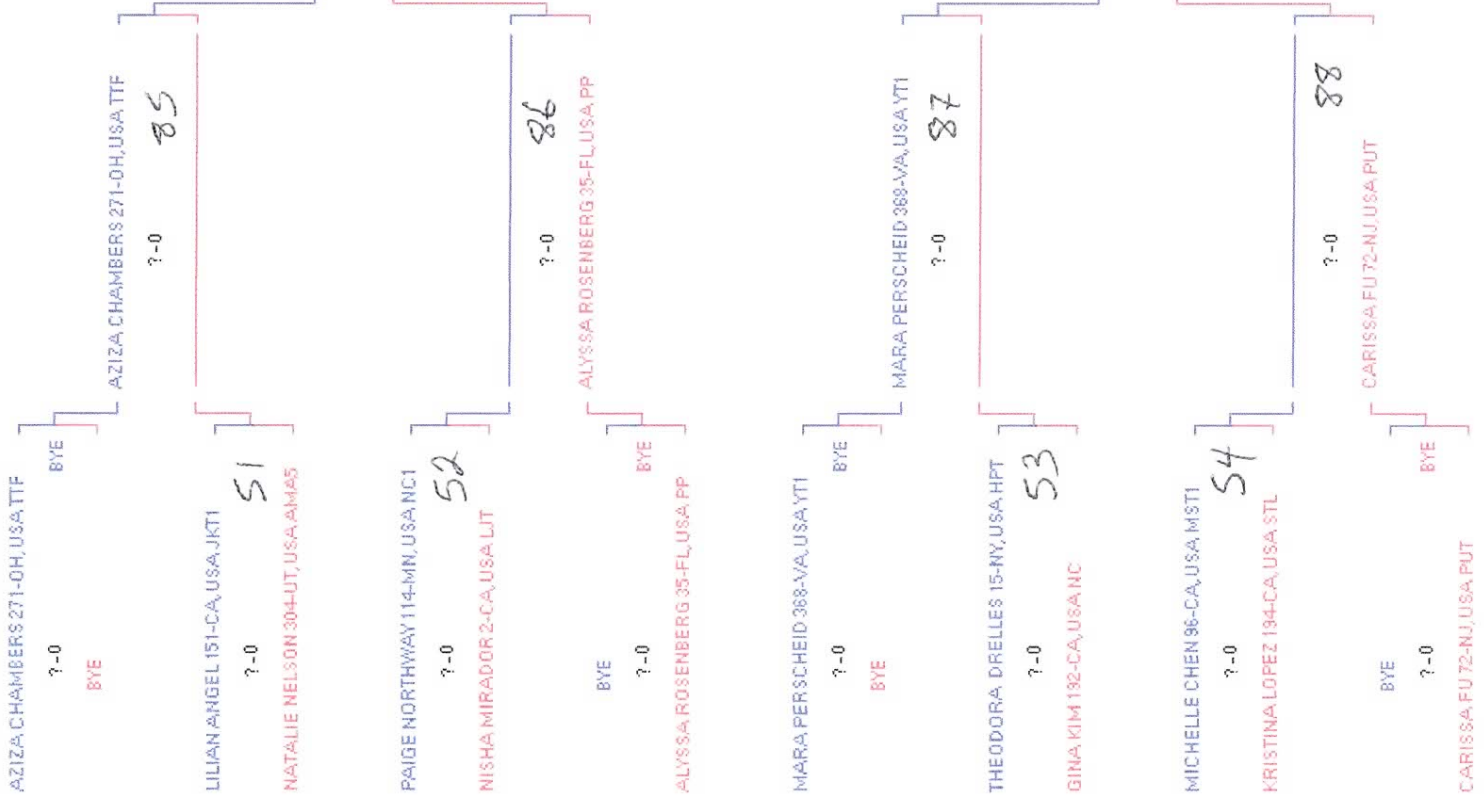 AZIZA CHAMBERS 271-OH,USA TTF
?-0
BYE
BYE
LILIAN ANGEL 151-CA,USA JKT1
?-0
51
NATALIE NELSON 304-UT,USA AMA5
PAIGE NORTHWAY 114-MN,USA NC1
?-0
52
NISHA MIRADOR 2-CA,USA LJT
BYE
?-0
BYE
ALYSSA ROSENBERG 35-FL,USA PP
MARA PERSCHEID 368-VA,USA YT1
?-0
BYE
BYE
THEODORA DRELLES 15-NY,USA HPT
?-0
53
GINA KIM 192-CA,USA NC
MICHELLE CHEN 96-CA,USA MST1
?-0
54
KRISTINA LOPEZ 194-CA,USA STL
BYE
?-0
BYE
CARISSA FU 72-NJ,USA PUT
AZIZA CHAMBERS 271-OH,USA TTF
?-0
85
?-0
86
ALYSSA ROSENBERG 35-FL,USA PP
MARA PERSCHEID 368-VA,USA YT1
?-0
87
?-0
88
CARISSA FU 72-NJ,USA PUT